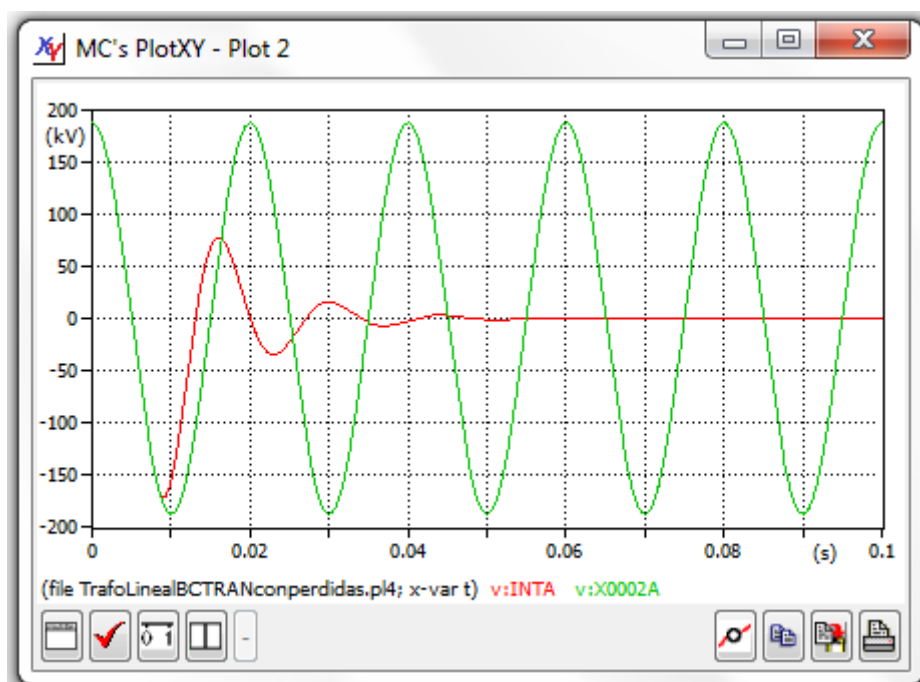 MC's PlotXY - Plot 2
200
(kV)
150
100
50
0
-50
-100
-150
-200
0 0.02 0.04 0.06 0.08 (s) 0.1
(file TrafoLinealBCTRANconperdidas.pl4; x-var t) v:INTA v:X0002A